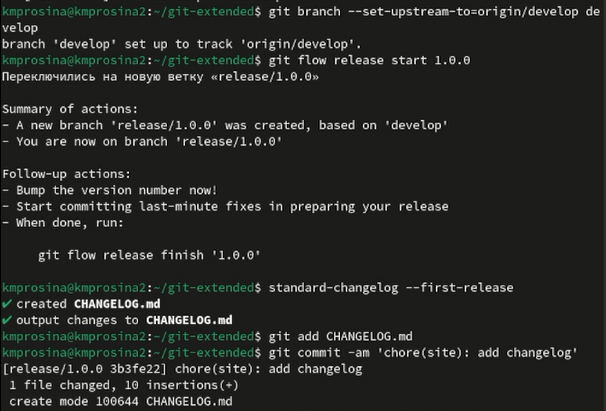 kmprosina@kmprosina2:~/git-extended$ git branch --set-upstream-to=origin/develop de
velop
branch 'develop' set up to track 'origin/develop'.
kmprosina@kmprosina2:~/git-extended$ git flow release start 1.0.0
Переключились на новую ветку «release/1.0.0»
Summary of actions:
- A new branch 'release/1.0.0' was created, based on 'develop'
- You are now on branch 'release/1.0.0'
Follow-up actions:
- Bump the version number now!
- Start committing last-minute fixes in preparing your release
- When done, run:
git flow release finish '1.0.0'
kmprosina@kmprosina2:~/git-extended$ standard-changelog --first-release
✔ created CHANGELOG.md
✔ output changes to CHANGELOG.md
kmprosina@kmprosina2:~/git-extended$ git add CHANGELOG.md
kmprosina@kmprosina2:~/git-extended$ git commit -am 'chore(site): add changelog'
[release/1.0.0 3b3fe22] chore(site): add changelog
1 file changed, 10 insertions(+)
create mode 100644 CHANGELOG.md